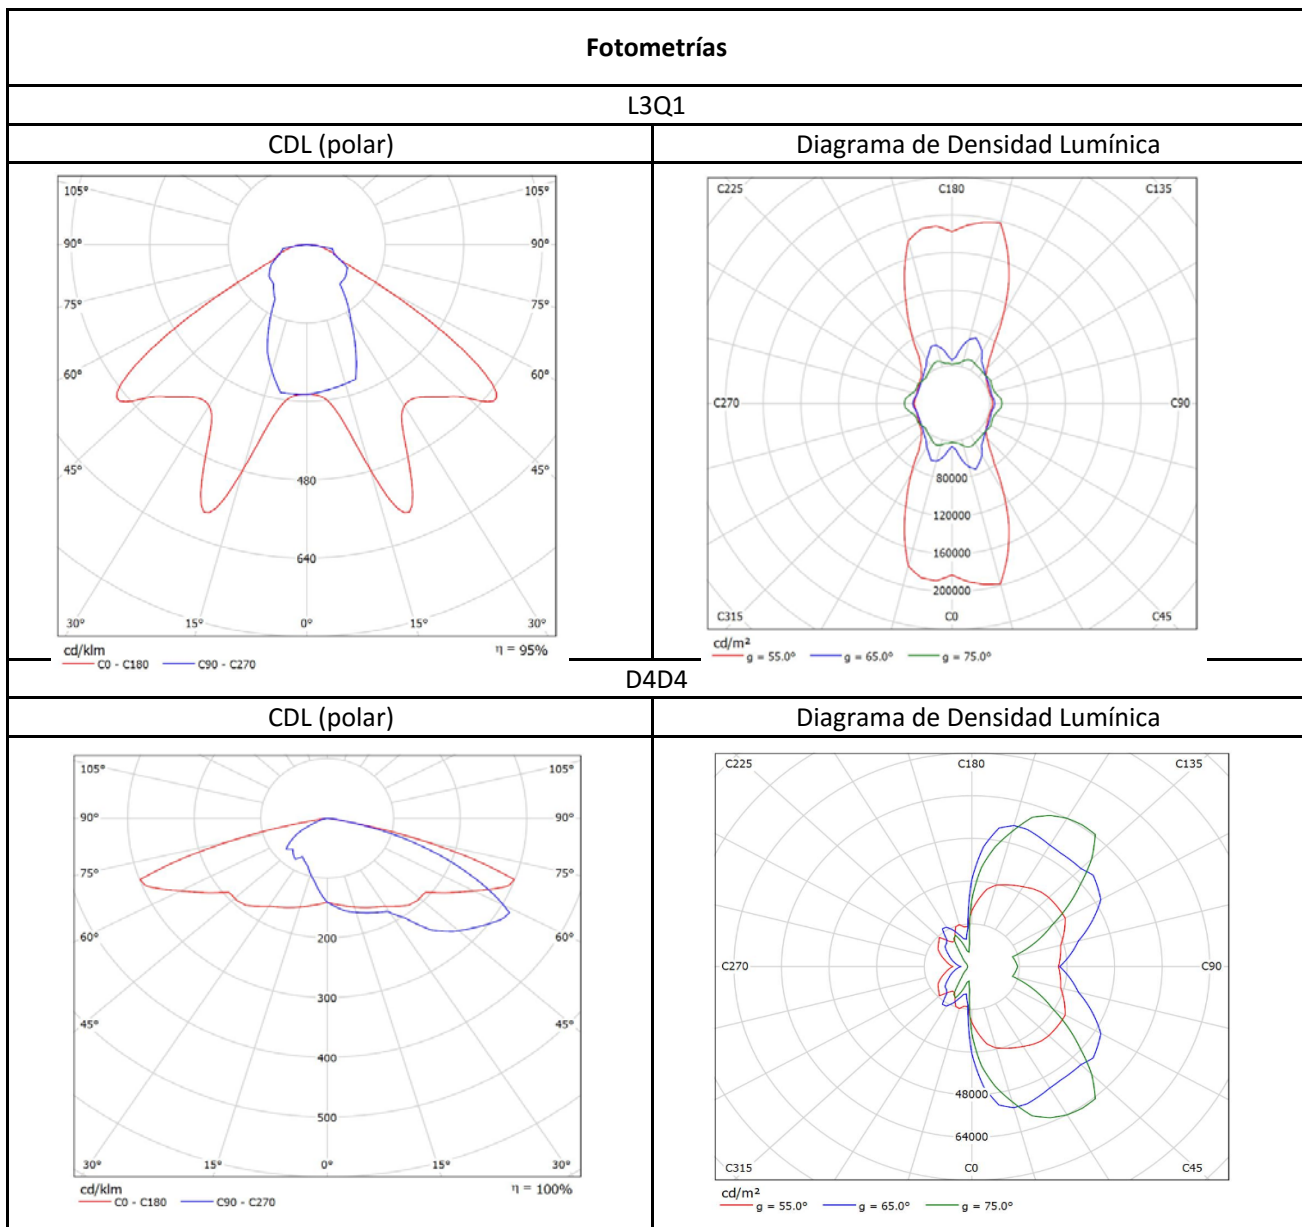 Fotometrías
L3Q1
CDL (polar)
Diagrama de Densidad Lumínica
105°
105°
90°
90°
75°
75°
60°
60°
45°
45°
480
640
30°
15°
0°
15°
30°
cd/klm
η = 95%
C0 - C180
C90 - C270
C225
C180
C135
C270
C90
80000
120000
160000
200000
C315
C0
C45
cd/m²
g = 55.0°
g = 65.0°
g = 75.0°
D4D4
CDL (polar)
Diagrama de Densidad Lumínica
105°
105°
90°
90°
75°
75°
60°
60°
200
300
45°
45°
400
500
30°
15°
0°
15°
30°
cd/klm
η = 100%
C0 - C180
C90 - C270
C225
C180
C135
C270
C90
48000
64000
C315
C0
C45
cd/m²
g = 55.0°
g = 65.0°
g = 75.0°